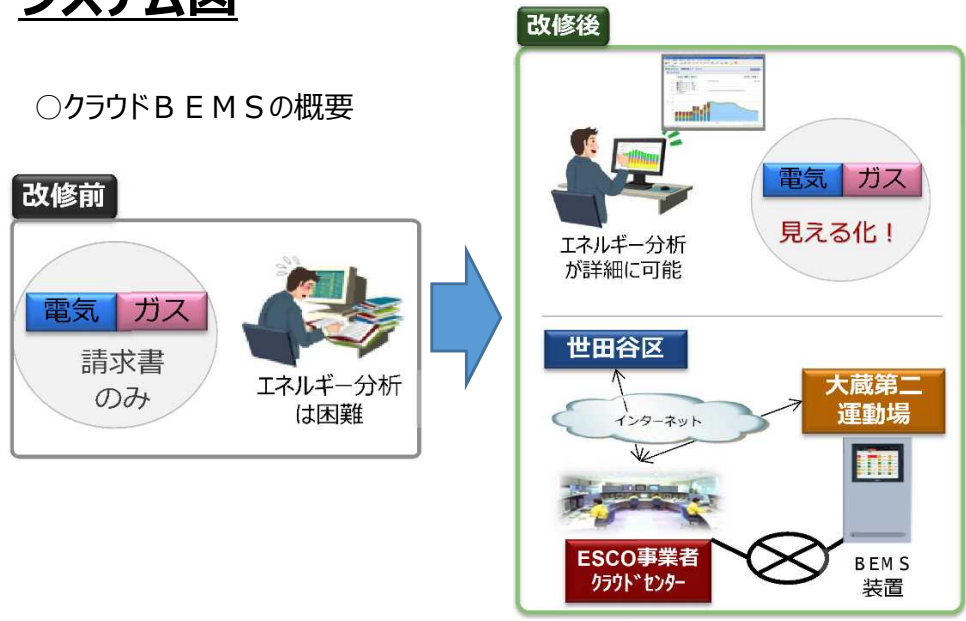 システム図
○クラウドＢＥＭＳの概要
改修前
電気 ガス
請求書
のみ
エネルギー分析
は困難
改修後
エネルギー分析
が詳細に可能
電気 ガス
見える化！
世田谷区
インターネット
大蔵第二
運動場
ESCO事業者
ｸﾗｳﾄﾞｾﾝﾀｰ
ＢＥＭＳ
装置